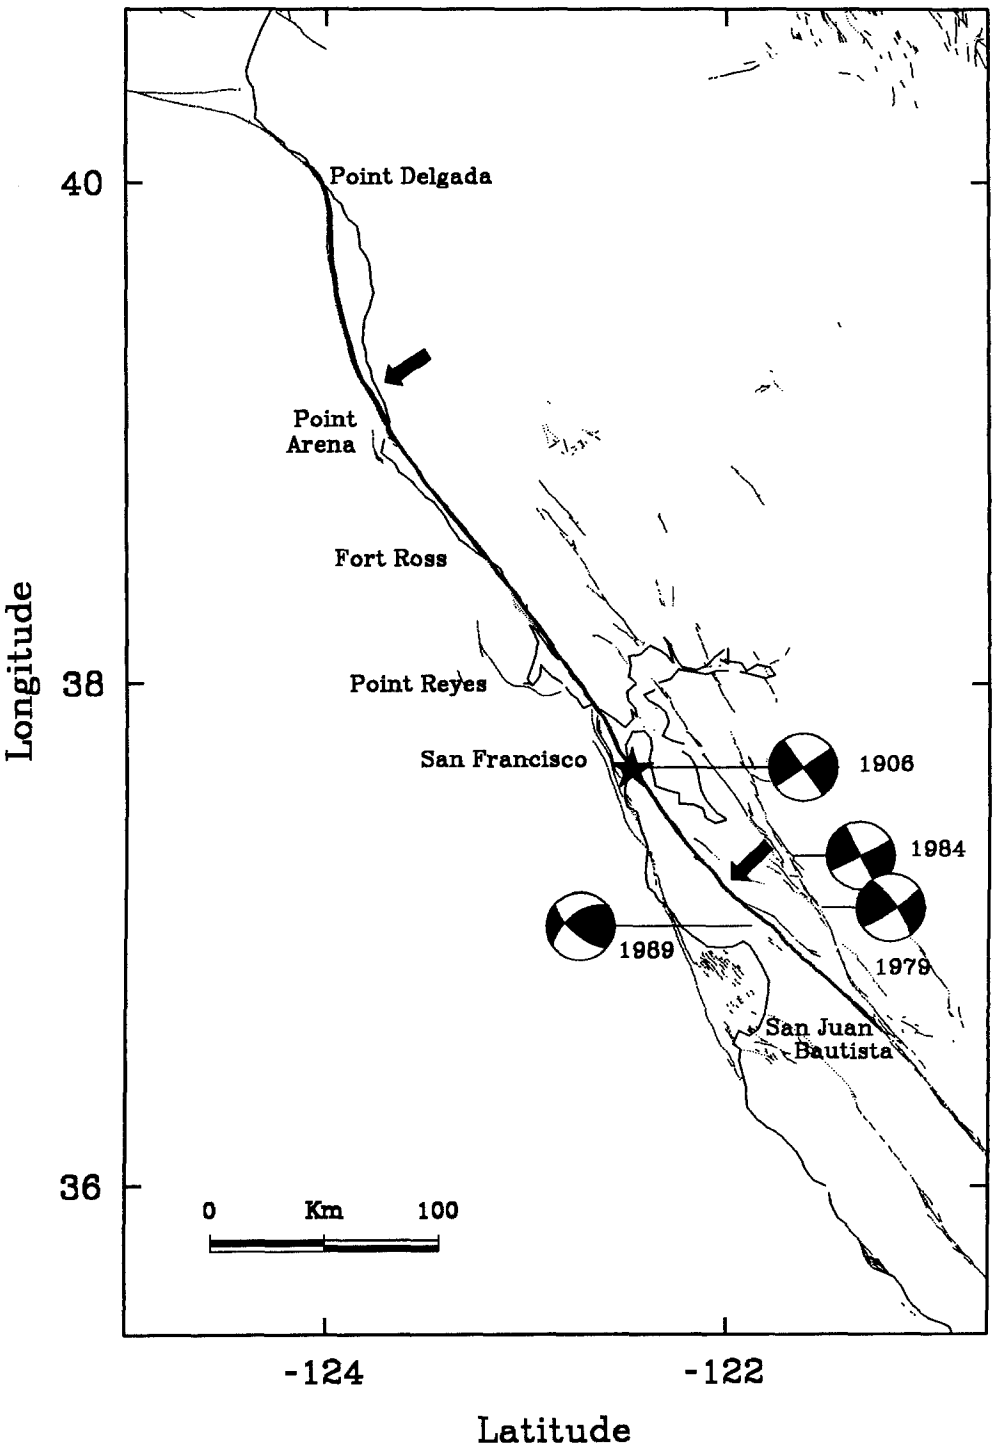 40
Point Delgada
Point
Arena
Fort Ross
Longitude
38
Point Reyes
San Francisco
1906
1984
1989
1979
San Juan
Bautista
36
0 Km 100
-124
-122
Latitude